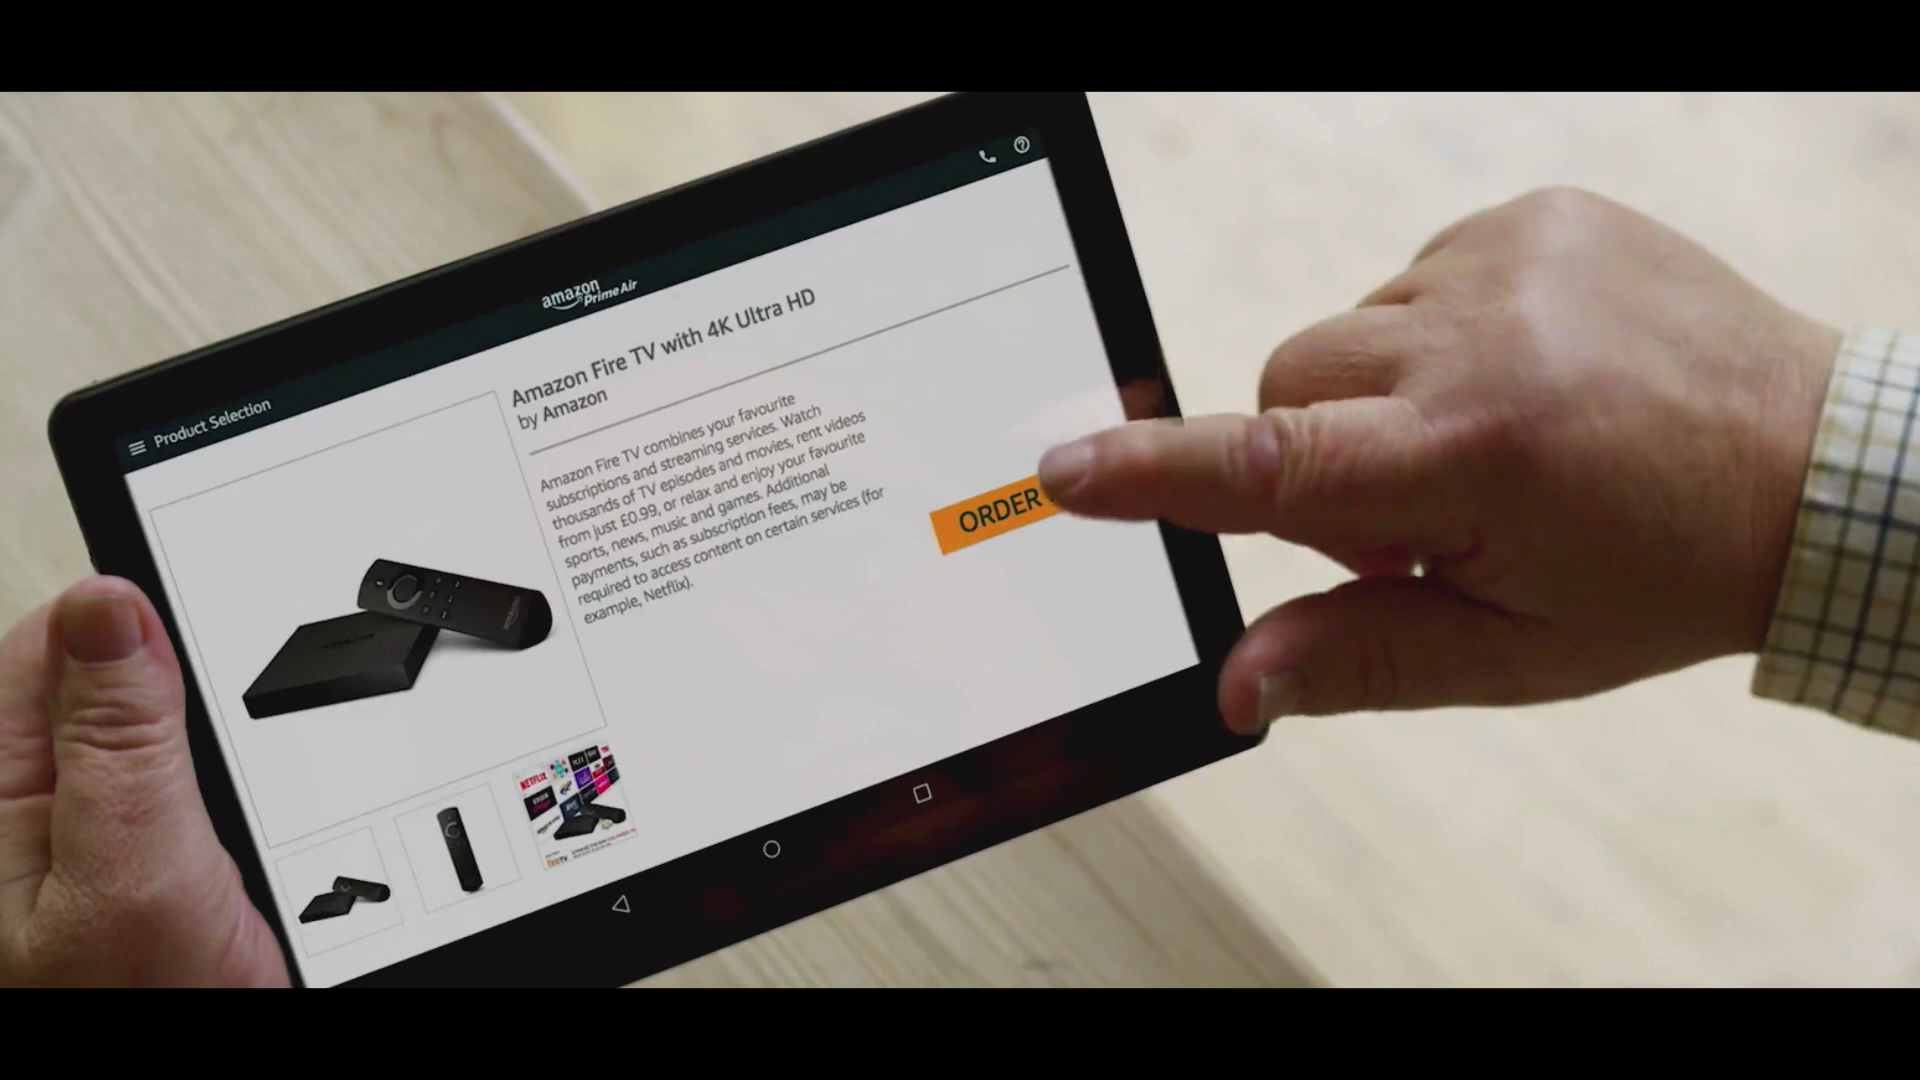 amazon
Prime Air
Product Selection
Amazon Fire TV with 4K Ultra HD
by Amazon
Amazon Fire TV combines your favourite
subscriptions and streaming services. Watch
thousands of TV episodes and movies, rent videos
from just £0.99, or relax and enjoy your favourite
sports, news, music and games. Additional
payments, such as subscription fees, may be
required to access content on certain services (for
example, Netflix).
ORDER
amazon
NETFLIX
fireTV